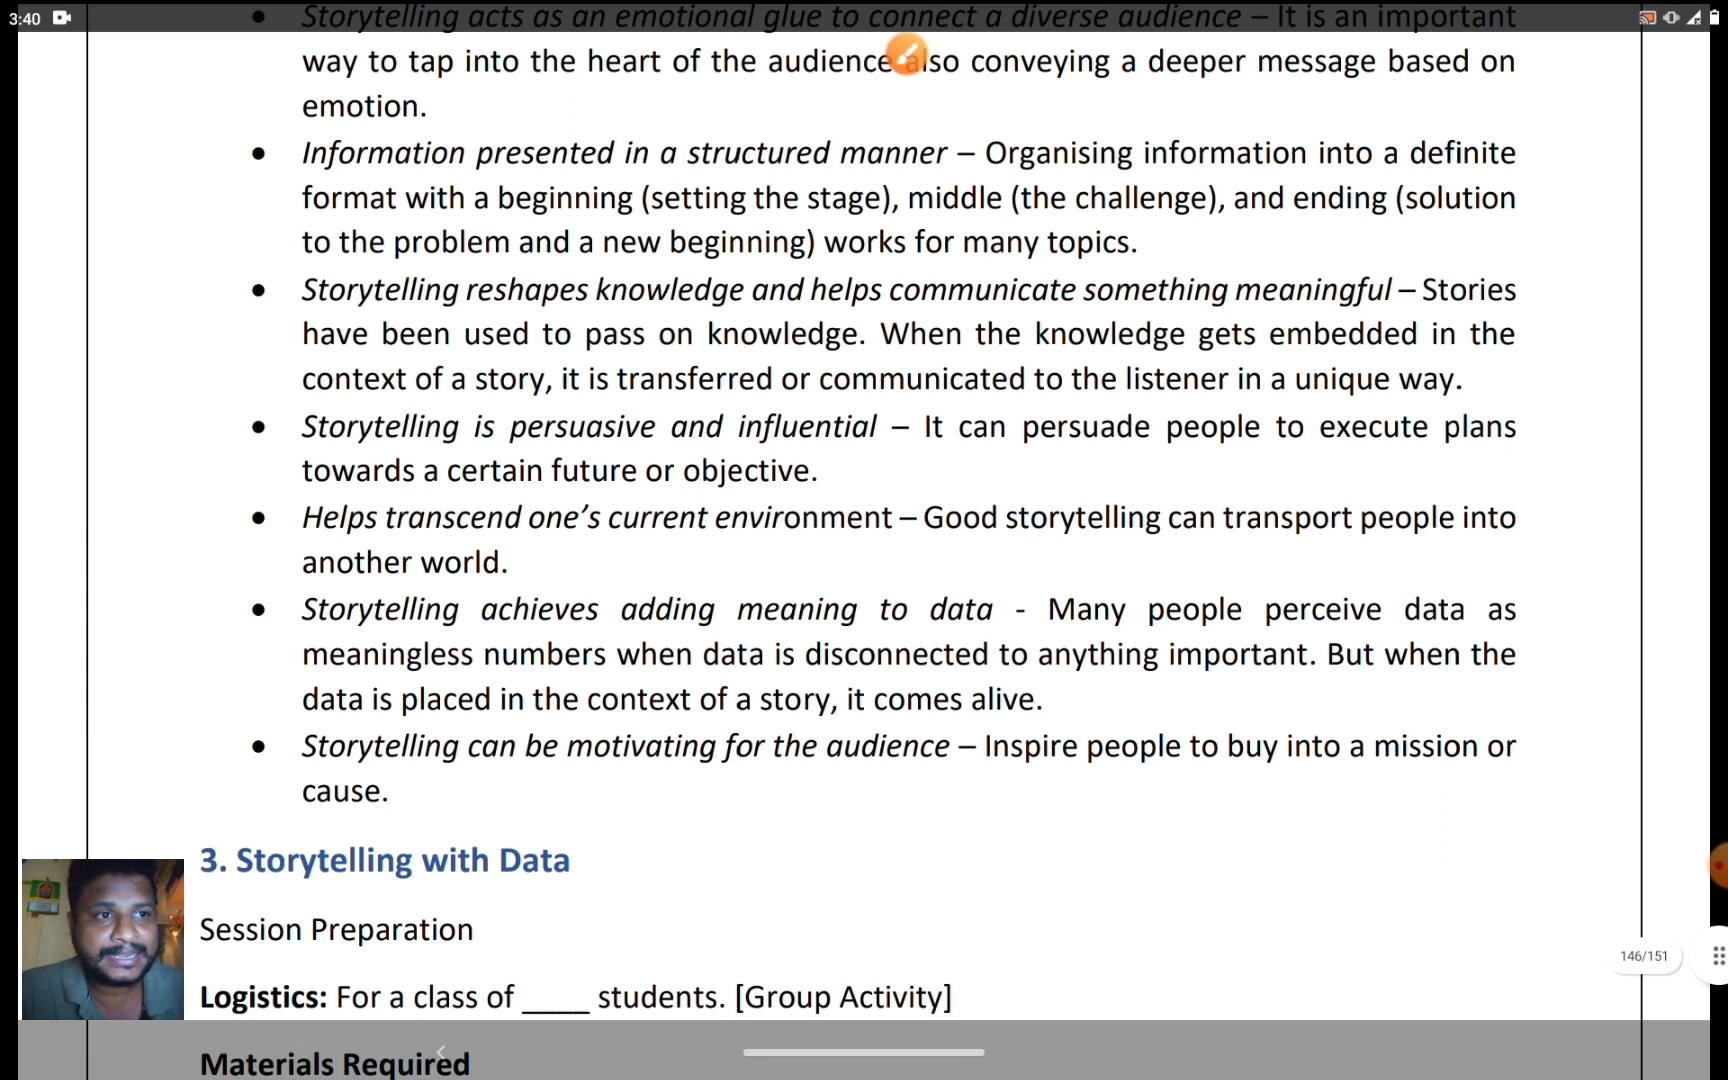 3:40
Storytelling acts as an emotional glue to connect a diverse audience – It is an important
way to tap into the heart of the audience also conveying a deeper message based on
emotion.
Information presented in a structured manner – Organising information into a definite
format with a beginning (setting the stage), middle (the challenge), and ending (solution
to the problem and a new beginning) works for many topics.
Storytelling reshapes knowledge and helps communicate something meaningful – Stories
have been used to pass on knowledge. When the knowledge gets embedded in the
context of a story, it is transferred or communicated to the listener in a unique way.
Storytelling is persuasive and influential – It can persuade people to execute plans
towards a certain future or objective.
Helps transcend one’s current environment – Good storytelling can transport people into
another world.
Storytelling achieves adding meaning to data - Many people perceive data as
meaningless numbers when data is disconnected to anything important. But when the
data is placed in the context of a story, it comes alive.
Storytelling can be motivating for the audience – Inspire people to buy into a mission or
cause.
3. Storytelling with Data
Session Preparation
146/151
Logistics: For a class of ____ students. [Group Activity]
Materials Required